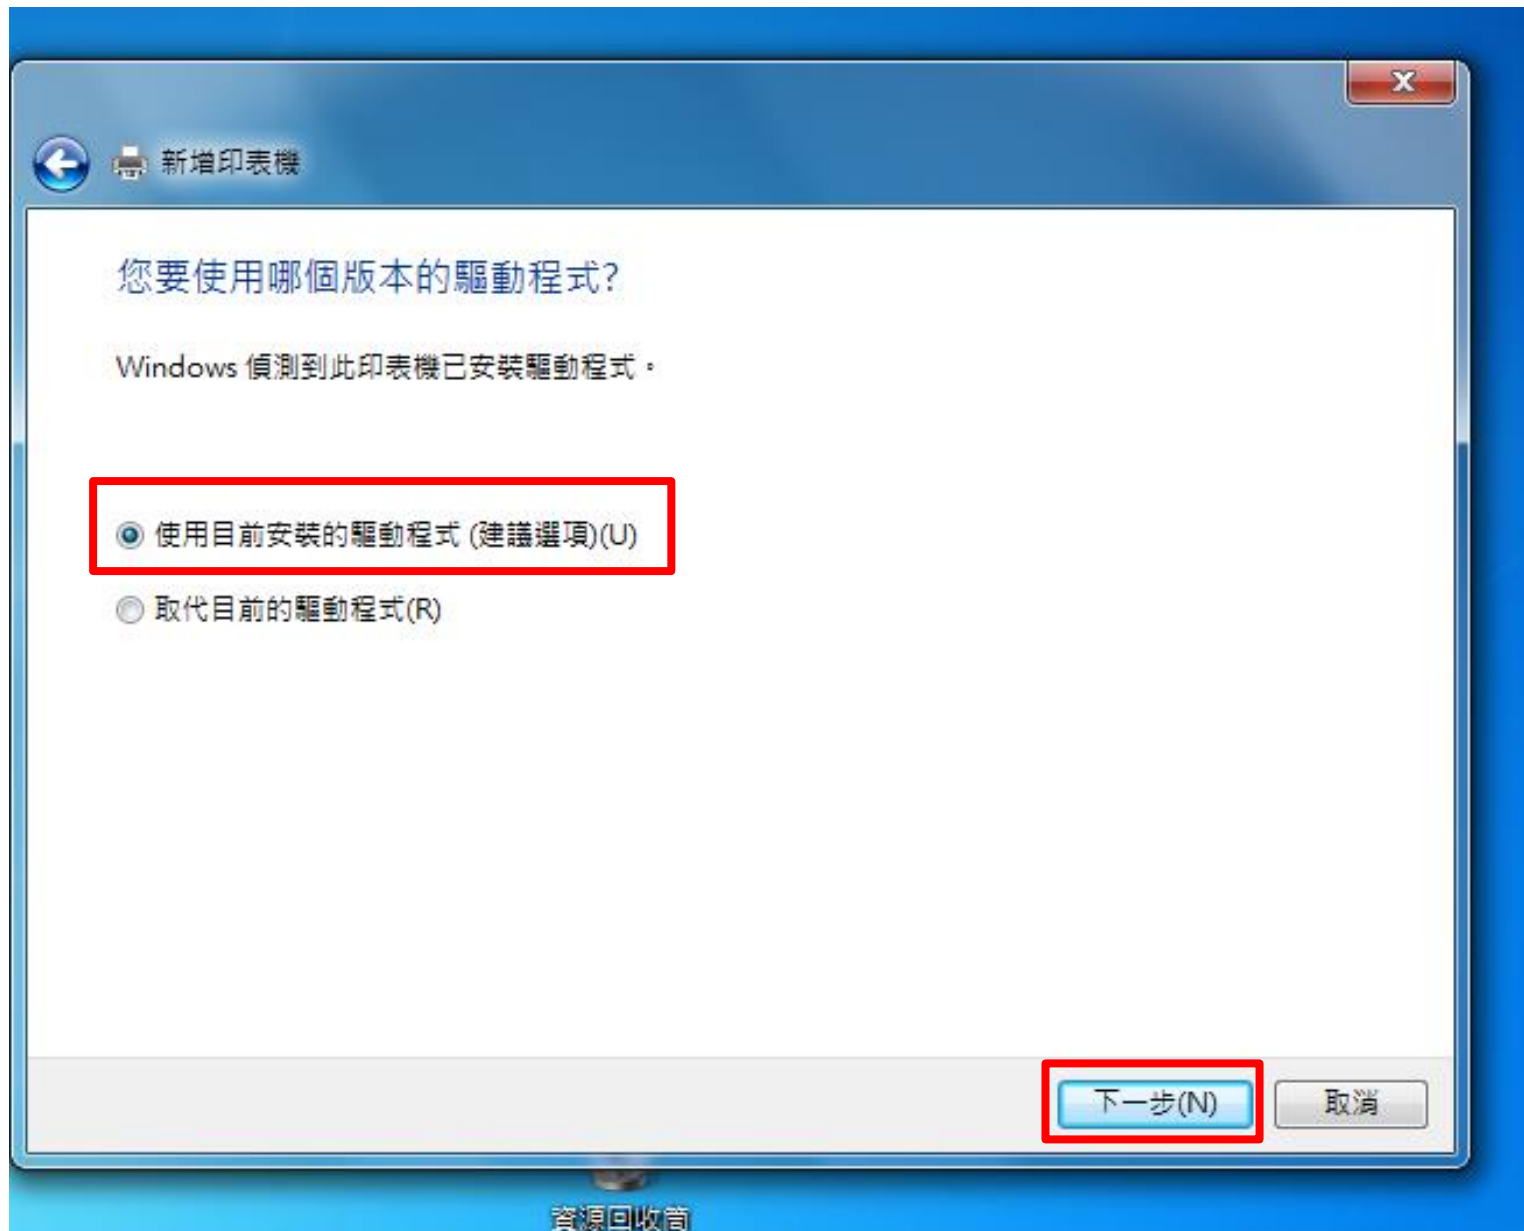 新增印表機
您要使用哪個版本的驅動程式?
Windows 偵測到此印表機已安裝驅動程式。
使用目前安裝的驅動程式 (建議選項)(U)
取代目前的驅動程式(R)
下一步(N)
取消
資源回收筒